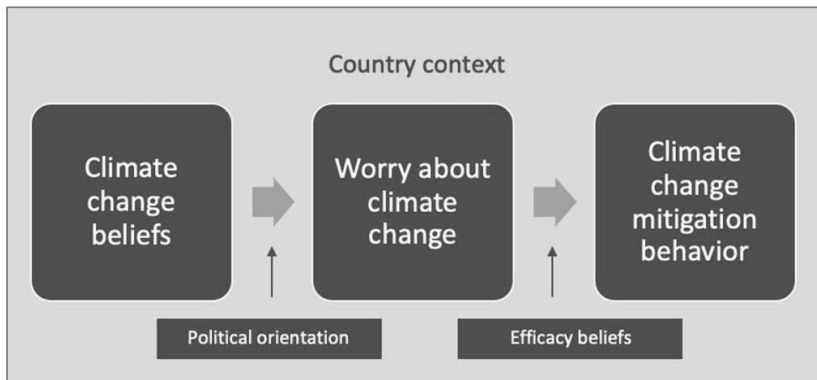 Country context
Climate
change
beliefs
Worry about
climate
change
Climate
change
mitigation
behavior
Political orientation
Efficacy beliefs